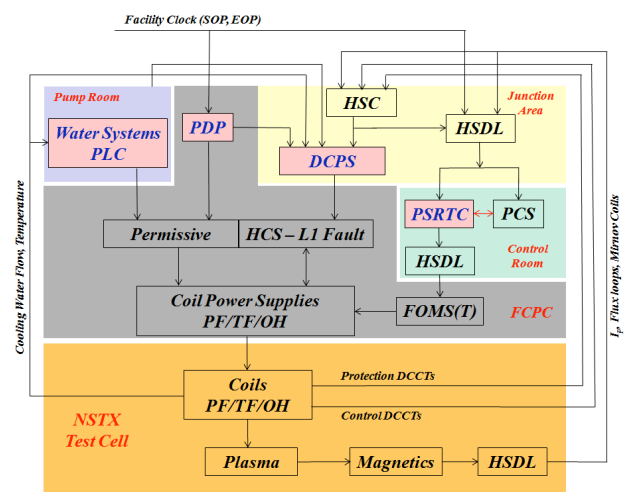 Facility Clock (SOP, EOP)
Pump Room
Water Systems
PLC
PDP
HSC
Junction
Area
HSDL
DCPS
PSRTC
PCS
HSDL
Control
Room
Permissive
HCS – L1 Fault
Coil Power Supplies
PF/TF/OH
FOMS(T)
FCPC
Cooling Water Flow, Temperature
Ip, Flux loops, Mirnov Coils
Coils
PF/TF/OH
Protection DCCTs
Control DCCTs
NSTX
Test Cell
Plasma
Magnetics
HSDL